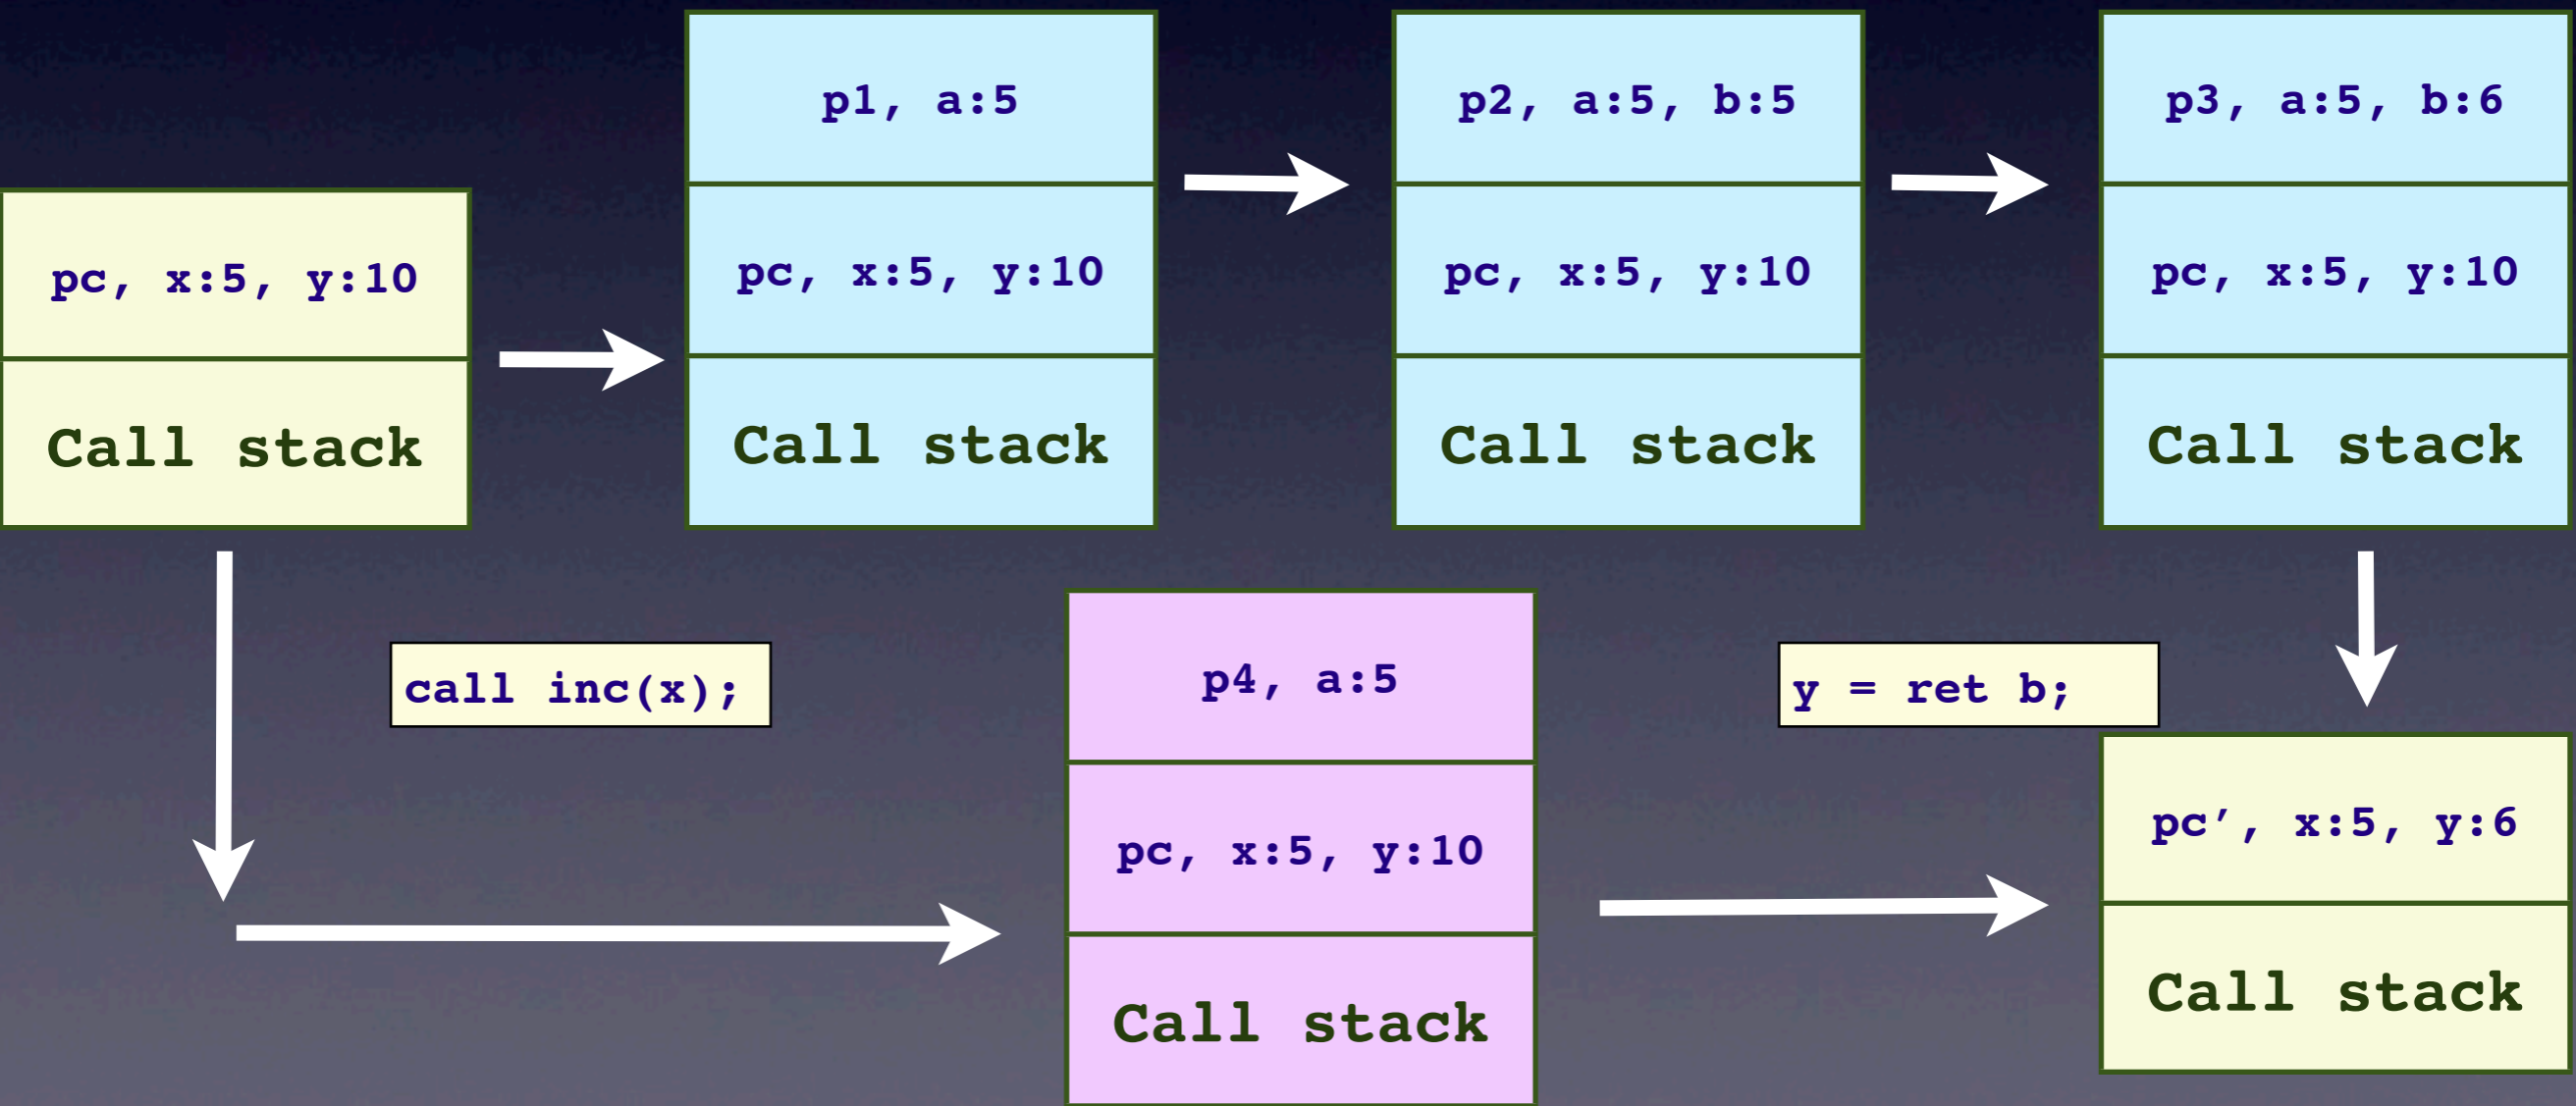 pc, x:5, y:10
Call stack
p1, a:5
pc, x:5, y:10
Call stack
p2, a:5, b:5
pc, x:5, y:10
Call stack
p3, a:5, b:6
pc, x:5, y:10
Call stack
call inc(x);
p4, a:5
pc, x:5, y:10
Call stack
y = ret b;
pc’, x:5, y:6
Call stack